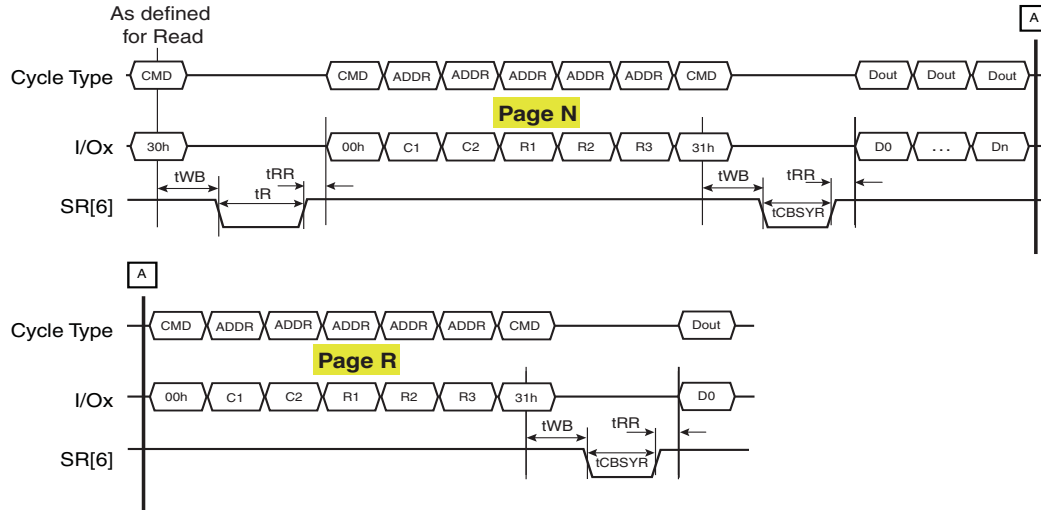 As defined
for Read
A
Cycle Type CMD CMD ADDR ADDR ADDR ADDR ADDR CMD Dout Dout Dout
Page N
I/Ox 30h 00h C1 C2 R1 R2 R3 31h D0 ... Dn
tWB tRR tWB tRR
tR tCBSYR
SR[6]
A
Cycle Type CMD ADDR ADDR ADDR ADDR ADDR CMD Dout
Page R
I/Ox 00h C1 C2 R1 R2 R3 31h D0
tWB tRR
SR[6] tCBSYR